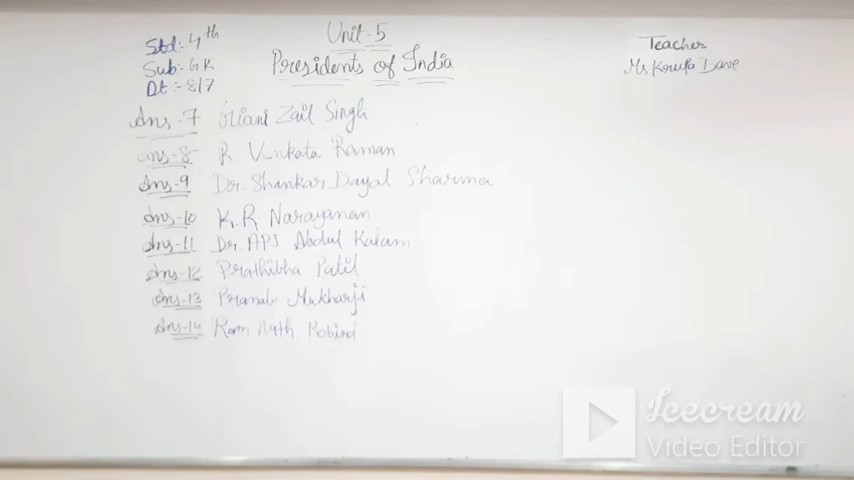 Std:- 4th
Sub:- GK
Dt :- 8/7
Unit-5
Presidents of India
Teacher
Ms Krupa Dave
Ans-7 Giani Zail Singh
Ans-8 R Venkata Raman
Ans-9 Dr. Shankar Dayal Sharma
Ans-10 K.R Narayanan
Ans-11 Dr. APJ Abdul Kalam
Ans-12 Prathibha Patil
Ans-13 Pramab Mukharji
Ans-14 Ram Nath Kobind
Icecream
Video Editor